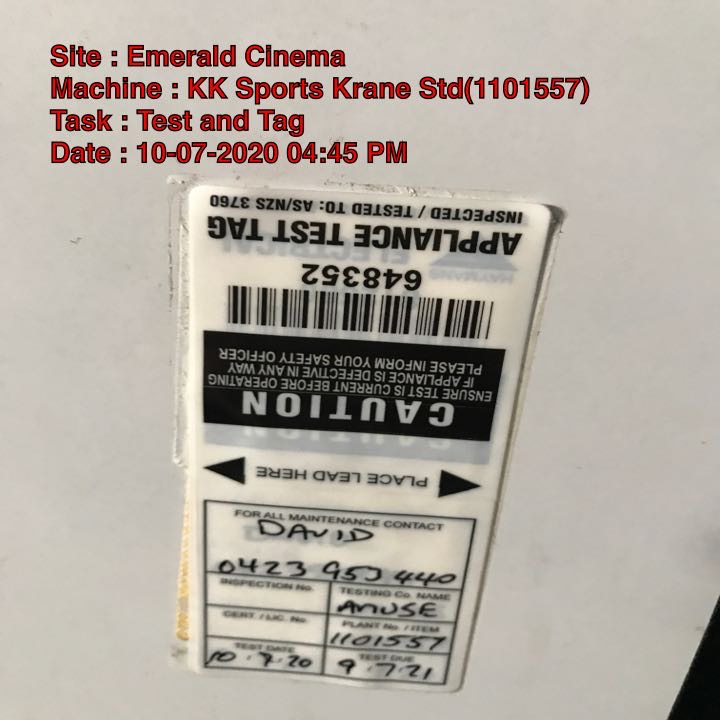 Site : Emerald Cinema
Machine : KK Sports Krane Std(1101557)
Task : Test and Tag
Date : 10-07-2020 04:45 PM
INSPECTED / TESTED TO: AS/NZS 3760
APPLIANCE TEST TAG
648352
CAUTION
ENSURE TEST IS CURRENT BEFORE OPERATING
IF APPLIANCE IS DEFECTIVE IN ANY WAY
PLEASE INFORM YOUR SAFETY OFFICER
PLACE LEAD HERE
FOR ALL MAINTENANCE CONTACT
DAVID
0423 953 440
INSPECTION No. TESTING Co. NAME
AMUSE
CERT / LIC. No. PLANT No. / ITEM
1101557
TEST DATE TEST DUE
10.7.20 9.7.21